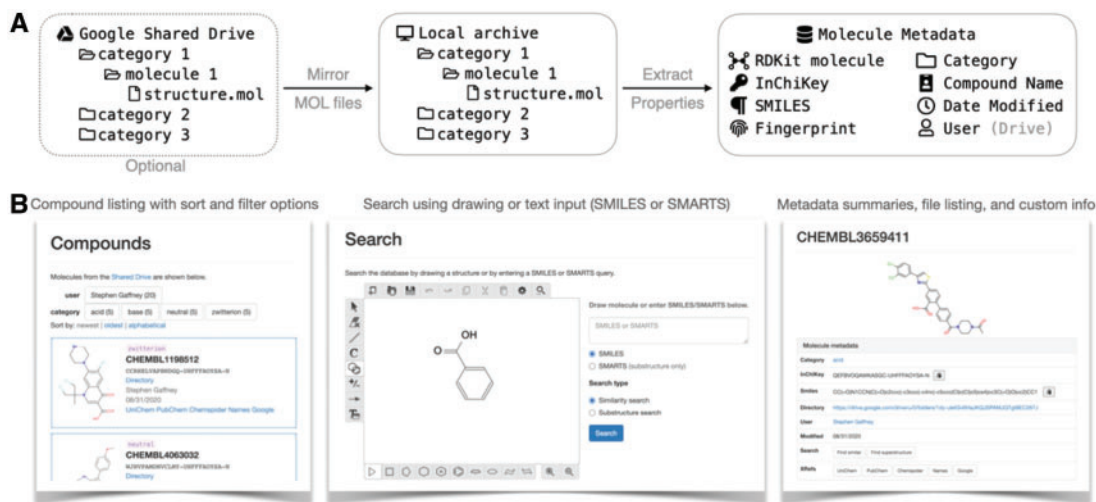 A
Google Shared Drive
category 1
molecule 1
structure.mol
category 2
category 3
Optional
Mirror
MOL files
Local archive
category 1
molecule 1
structure.mol
category 2
category 3
Extract
Properties
Molecule Metadata
RDKit molecule
InChiKey
SMILES
Fingerprint
Category
Compound Name
Date Modified
User (Drive)
B
Compound listing with sort and filter options
Compounds
Molecules from the Shared Drive are shown below.
user Stephen Gaffney (20)
category acid (5) base (5) neutral (5) zwitterion (5)
Sort by: newest | oldest | alphabetical
zwitterion
CHEMBL1198512
Directory
Stephen Gaffney
08/31/2020
UniChem PubChem Chemspider Names Google
neutral
CHEMBL4063032
Directory
Search using drawing or text input (SMILES or SMARTS)
Search
Search the database by drawing a structure or by entering a SMILES or SMARTS query.
OH
O
C
Draw molecule or enter SMILES/SMARTS below.
SMILES or SMARTS
SMILES
SMARTS (substructure only)
Search type
Similarity search
Substructure search
Search
Metadata summaries, file listing, and custom info
CHEMBL3659411
Molecule metadata
Category acid
InChIKey
Smiles
Directory
User Stephen Gaffney
Modified 08/31/2020
Search Find similar Find superstructure
XRefs UniChem PubChem Chemspider Names Google